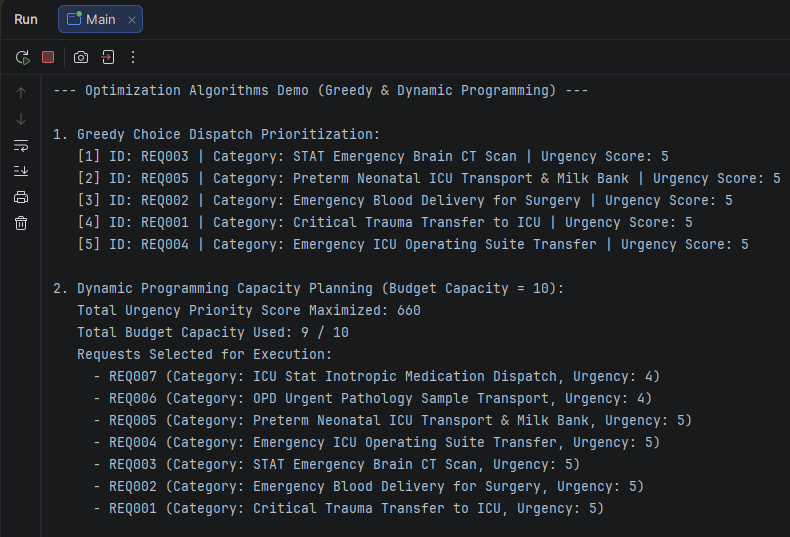 Run
Main
--- Optimization Algorithms Demo (Greedy & Dynamic Programming) ---
1. Greedy Choice Dispatch Prioritization:
[1] ID: REQ003 | Category: STAT Emergency Brain CT Scan | Urgency Score: 5
[2] ID: REQ005 | Category: Preterm Neonatal ICU Transport & Milk Bank | Urgency Score: 5
[3] ID: REQ002 | Category: Emergency Blood Delivery for Surgery | Urgency Score: 5
[4] ID: REQ001 | Category: Critical Trauma Transfer to ICU | Urgency Score: 5
[5] ID: REQ004 | Category: Emergency ICU Operating Suite Transfer | Urgency Score: 5
2. Dynamic Programming Capacity Planning (Budget Capacity = 10):
Total Urgency Priority Score Maximized: 660
Total Budget Capacity Used: 9 / 10
Requests Selected for Execution:
- REQ007 (Category: ICU Stat Inotropic Medication Dispatch, Urgency: 4)
- REQ006 (Category: OPD Urgent Pathology Sample Transport, Urgency: 4)
- REQ005 (Category: Preterm Neonatal ICU Transport & Milk Bank, Urgency: 5)
- REQ004 (Category: Emergency ICU Operating Suite Transfer, Urgency: 5)
- REQ003 (Category: STAT Emergency Brain CT Scan, Urgency: 5)
- REQ002 (Category: Emergency Blood Delivery for Surgery, Urgency: 5)
- REQ001 (Category: Critical Trauma Transfer to ICU, Urgency: 5)